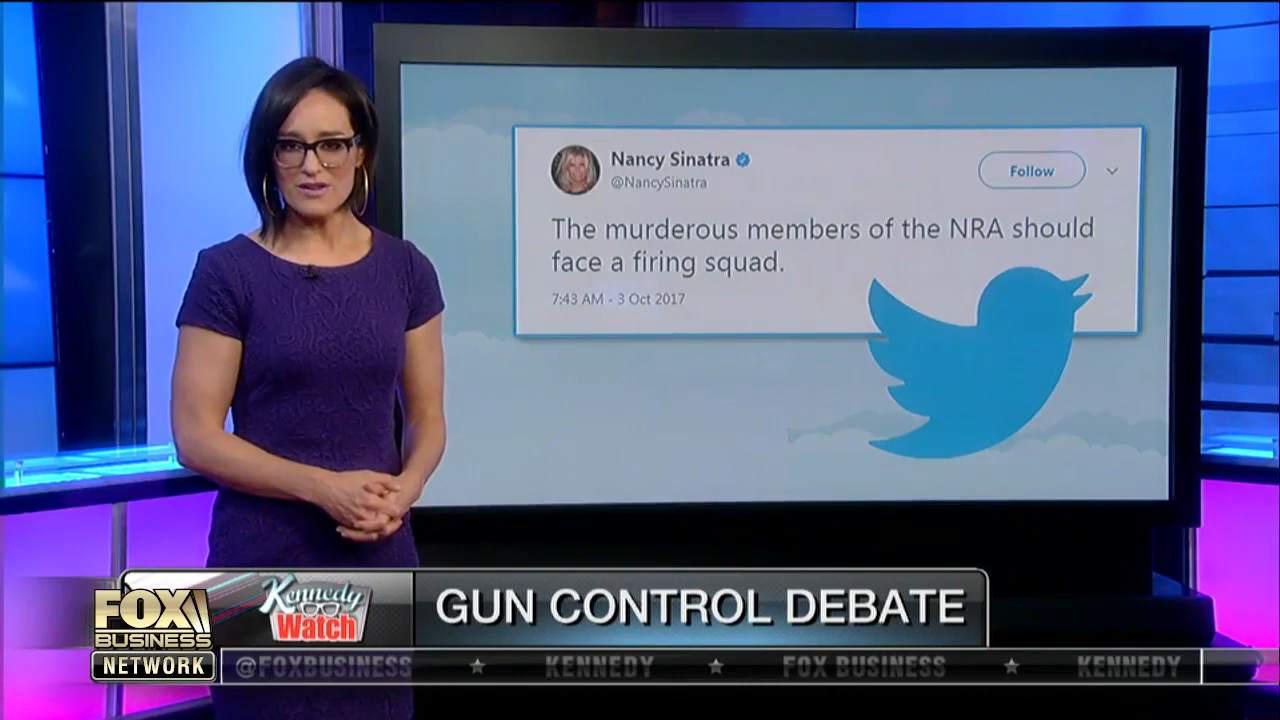 Nancy Sinatra
@NancySinatra
Follow
The murderous members of the NRA should
face a firing squad.
7:43 AM - 3 Oct 2017
Kennedy
Watch
GUN CONTROL DEBATE
FOX
BUSINESS
NETWORK
@FOXBUSINESS ★ KENNEDY ★ FOX BUSINESS ★ KENNEDY